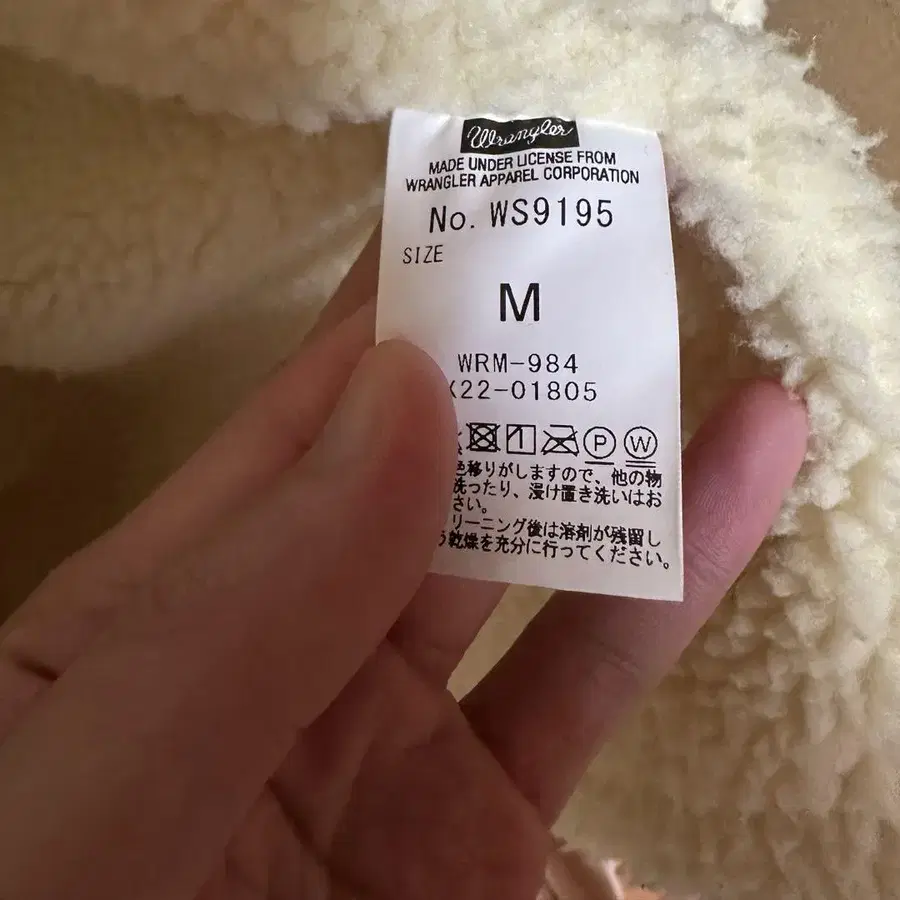 Wrangler
MADE UNDER LICENSE FROM
WRANGLER APPAREL CORPORATION
No. WS9195
SIZE
M
WRM-984
22-01805
P W
色移りがしますので、他の物
洗ったり、浸け置き洗いはお
さい。
リーニング後は溶剤が残留し
う乾燥を充分に行ってください。